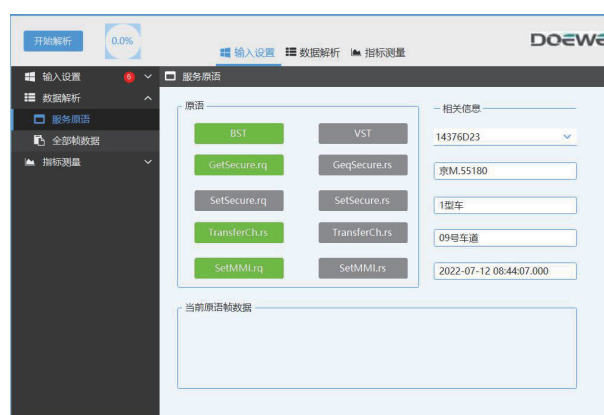 开始解析
0.0%
输入设置 数据解析 指标测量
DOEWE
输入设置 6
数据解析
服务原语
全部帧数据
指标测量
服务原语
原语
BST VST
GetSecure.rq GeqSecure.rs
SetSecure.rq SetSecure.rs
TransferCh.rs TransferCh.rs
SetMMI.rq SetMMI.rs
相关信息
14376D23
京M.55180
1型车
09号车道
2022-07-12 08:44:07.000
当前原语帧数据